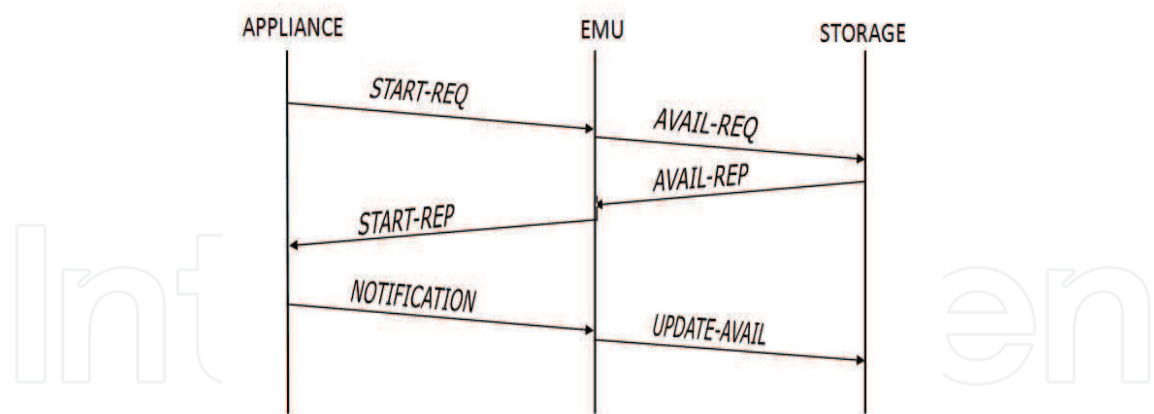 APPLIANCE
EMU
STORAGE
START-REQ
AVAIL-REQ
AVAIL-REP
START-REP
NOTIFICATION
UPDATE-AVAIL